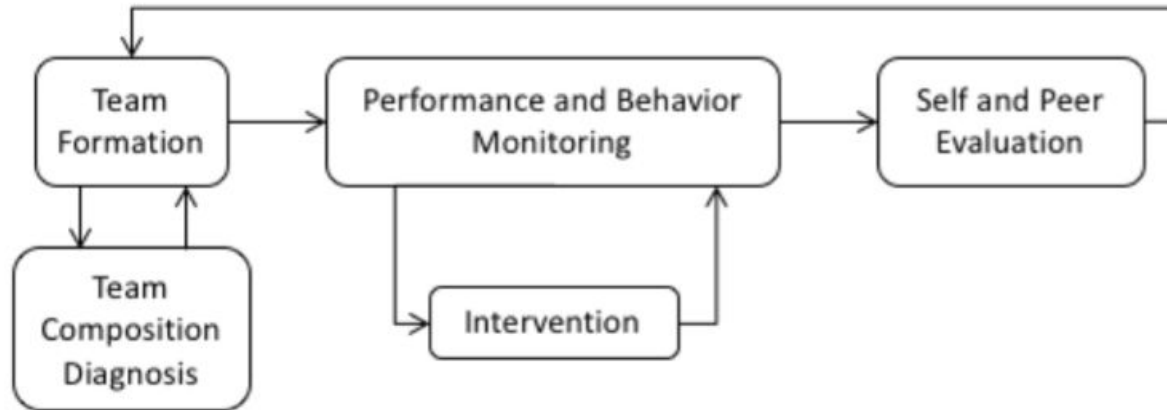 Team
Formation
Performance and Behavior
Monitoring
Self and Peer
Evaluation
Team
Composition
Diagnosis
Intervention